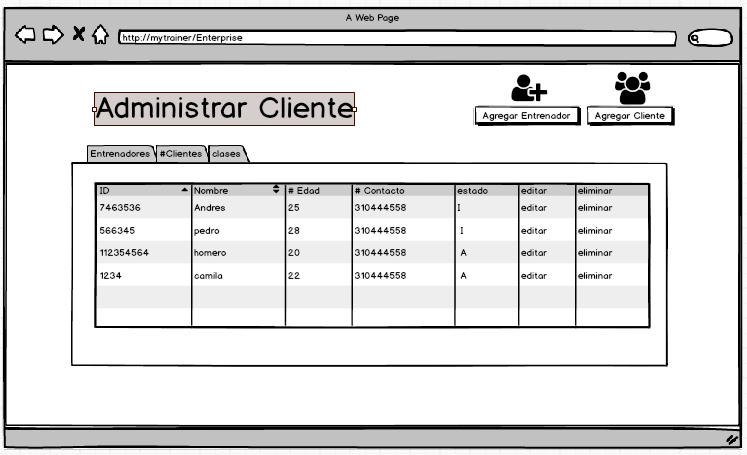 A Web Page
http://mytrainer/Enterprise
Administrar Cliente
Agregar Entrenador
Agregar Cliente
Entrenadores #Clientes clases
ID Nombre # Edad # Contacto estado editar eliminar
7463536 Andres 25 310444558 I editar eliminar
566345 pedro 28 310444558 I editar eliminar
112354564 homero 20 310444558 A editar eliminar
1234 camila 22 310444558 A editar eliminar